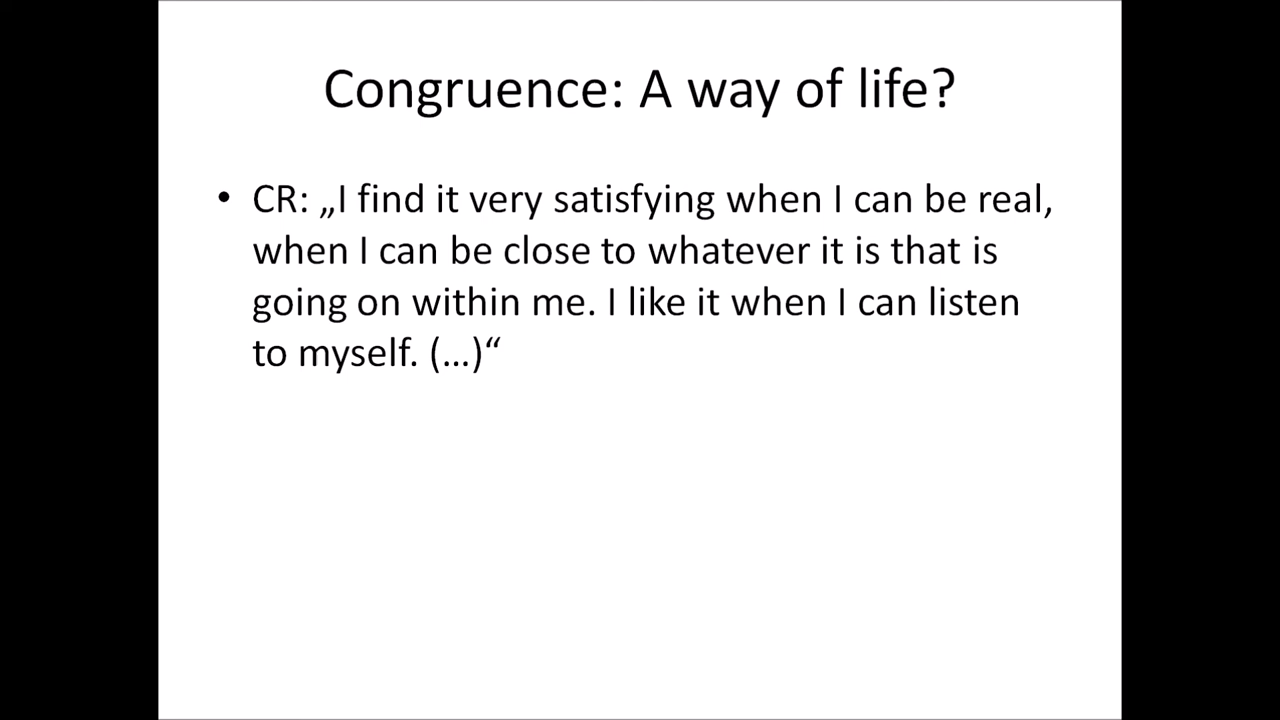 Congruence: A way of life?
• CR: „I find it very satisfying when I can be real,
when I can be close to whatever it is that is
going on within me. I like it when I can listen
to myself. (...)“